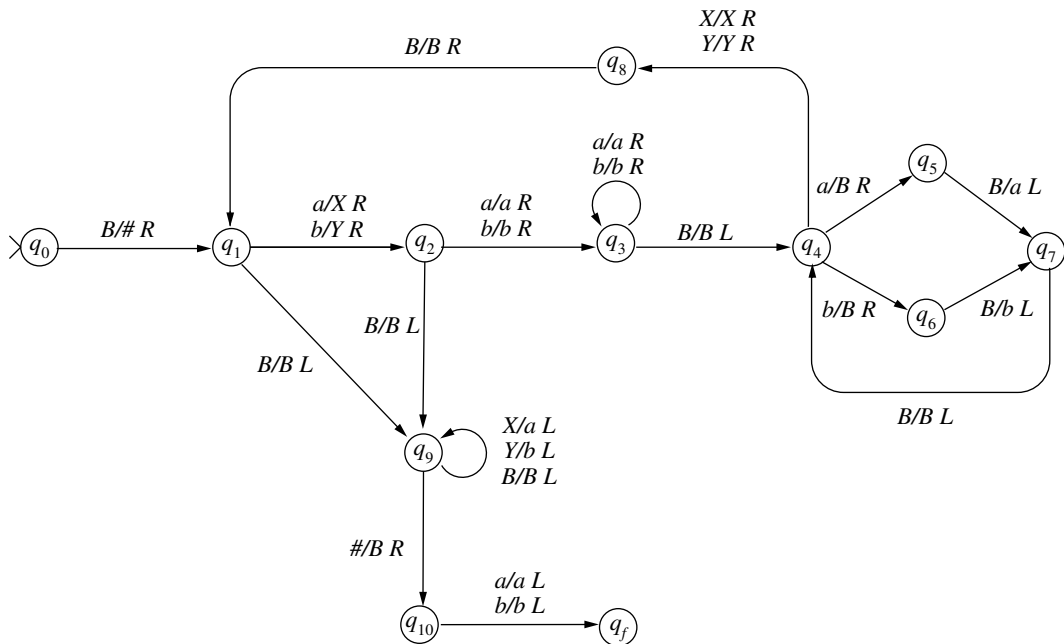 X/X R
Y/Y R
B/B R
q8
a/a R
b/b R
q5
a/B R
B/a L
a/X R
b/Y R
a/a R
b/b R
q0
B/# R
q1
q2
q3
B/B L
q4
q7
b/B R
q6
B/b L
B/B L
B/B L
B/B L
X/a L
Y/b L
B/B L
q9
#/B R
a/a L
b/b L
q10
qf